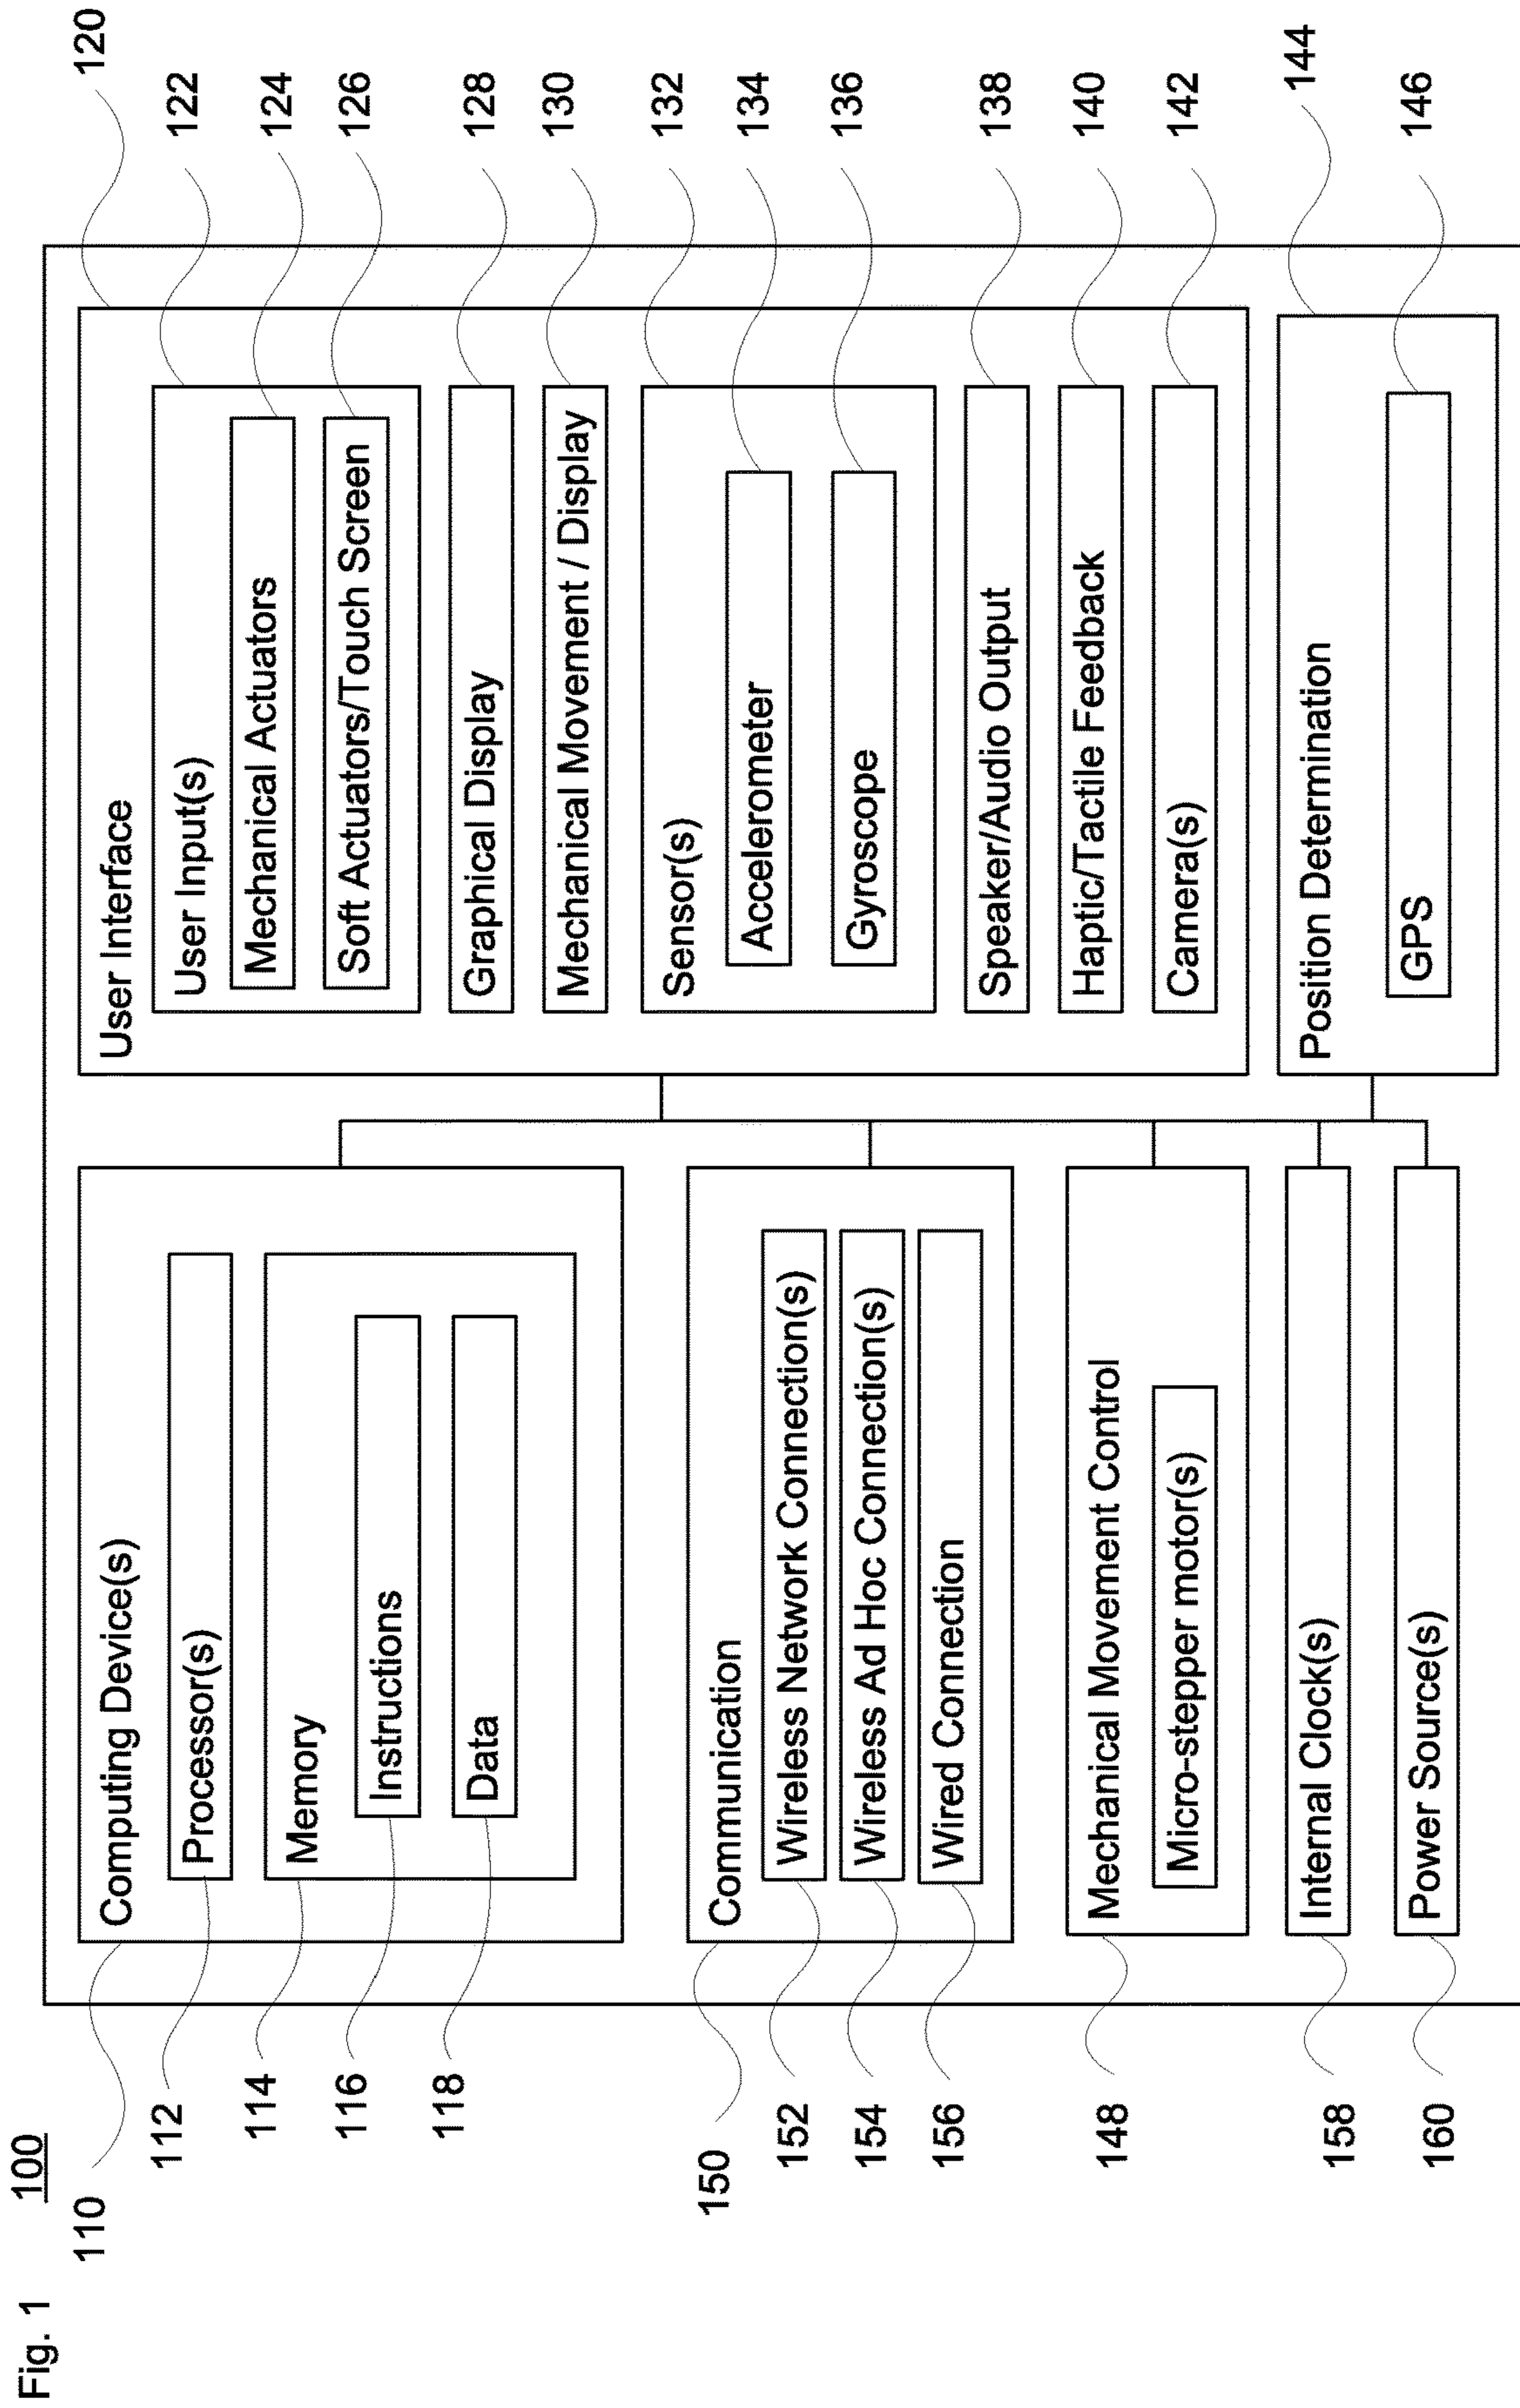 Fig. 1
100
110
Computing Device(s)
112
Processor(s)
114
Memory
116
Instructions
118
Data
150
Communication
152
Wireless Network Connection(s)
154
Wireless Ad Hoc Connection(s)
156
Wired Connection
148
Mechanical Movement Control
Micro-stepper motor(s)
158
Internal Clock(s)
160
Power Source(s)
120
User Interface
122
User Input(s)
124
Mechanical Actuators
126
Soft Actuators/Touch Screen
128
Graphical Display
130
Mechanical Movement / Display
132
Sensor(s)
134
Accelerometer
136
Gyroscope
138
Speaker/Audio Output
140
Haptic/Tactile Feedback
142
Camera(s)
144
Position Determination
146
GPS